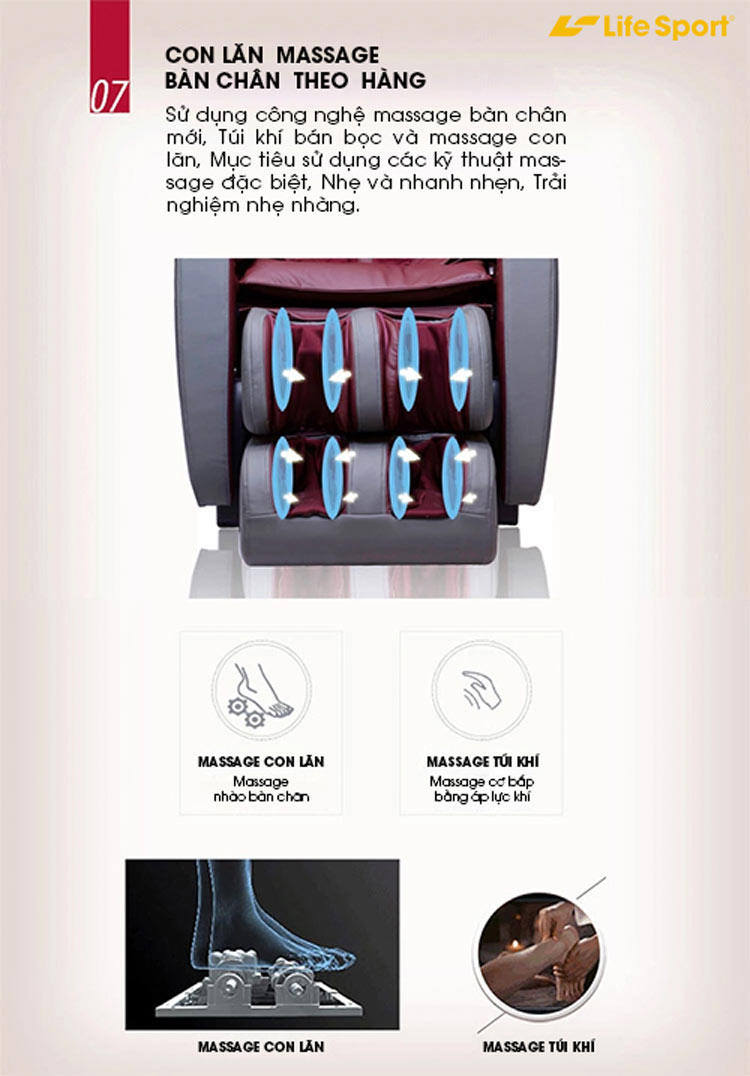 Life Sport®
07
CON LĂN MASSAGE
BÀN CHÂN THEO HÀNG
Sử dụng công nghệ massage bàn chân
mới, Túi khí bán bọc và massage con
lăn, Mục tiêu sử dụng các kỹ thuật mas-
sage đặc biệt, Nhẹ và nhanh nhẹn, Trải
nghiệm nhẹ nhàng.
MASSAGE CON LĂN
Massage
nhào bàn chân
MASSAGE TÚI KHÍ
Massage cơ bắp
bằng áp lực khí
MASSAGE CON LĂN
MASSAGE TÚI KHÍ